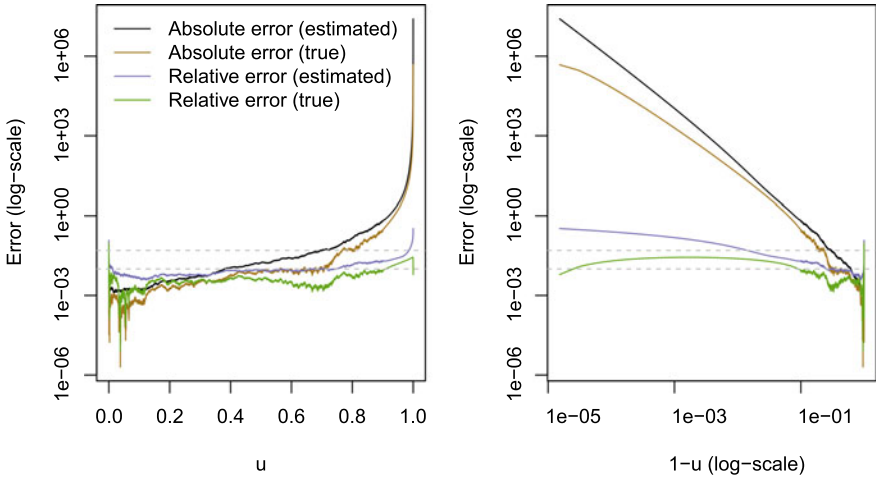 Absolute error (estimated)
Absolute error (true)
Relative error (estimated)
Relative error (true)
Error (log−scale)
1e+06
1e+03
1e+00
1e−03
1e−06
0.0 0.2 0.4 0.6 0.8 1.0
u
Error (log−scale)
1e+06
1e+03
1e+00
1e−03
1e−06
1e−05 1e−03 1e−01
1−u (log−scale)